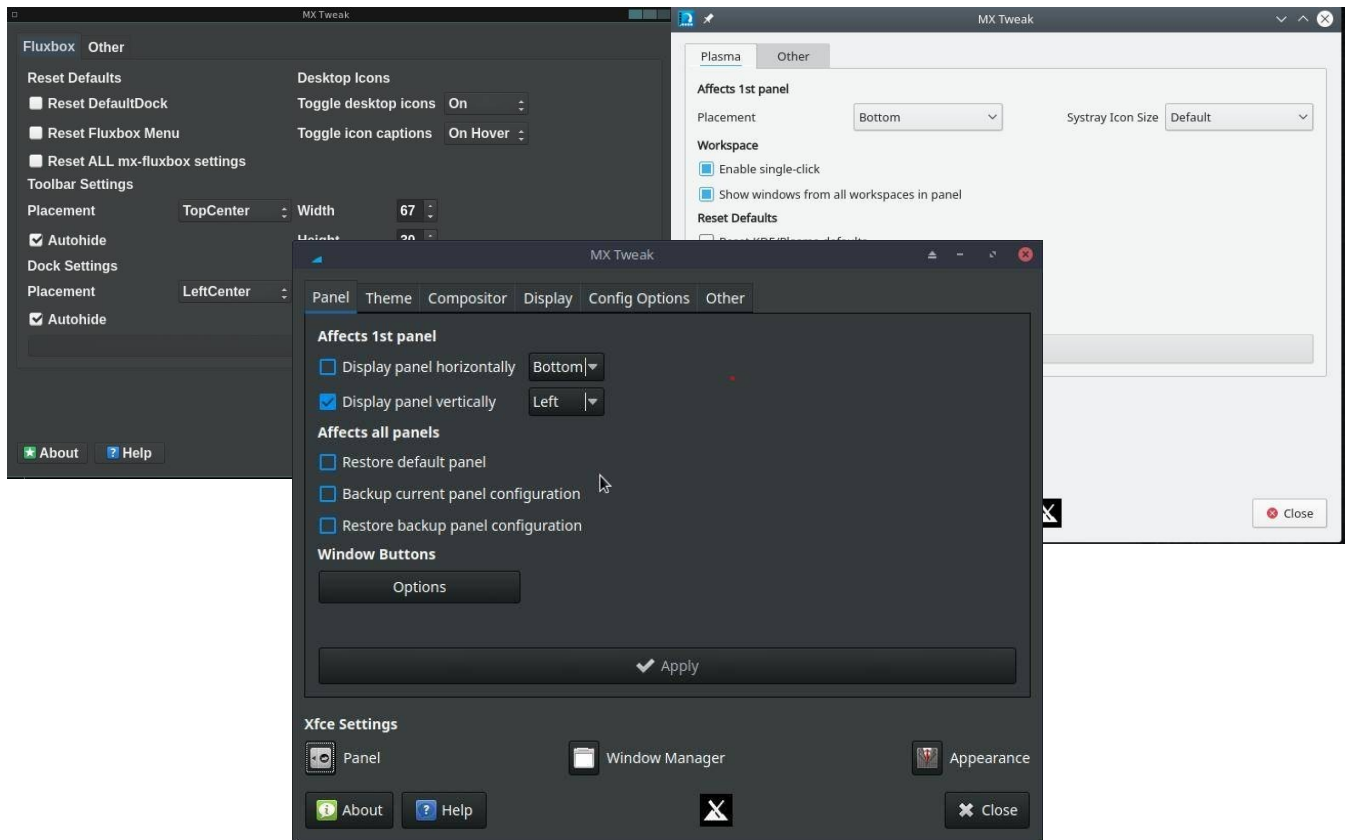 MX Tweak
Fluxbox Other
Reset Defaults Desktop Icons
Reset DefaultDock Toggle desktop icons On
Reset Fluxbox Menu Toggle icon captions On Hover
Reset ALL mx-fluxbox settings
Toolbar Settings
Placement TopCenter Width 67
Autohide Height 30
Dock Settings
Placement LeftCenter
Autohide
About Help
MX Tweak
Plasma Other
Affects 1st panel
Placement Bottom Systray Icon Size Default
Workspace
Enable single-click
Show windows from all workspaces in panel
Reset Defaults
Reset KDE/Plasma defaults
Close
MX Tweak
Panel Theme Compositor Display Config Options Other
Affects 1st panel
Display panel horizontally Bottom
Display panel vertically Left
Affects all panels
Restore default panel
Backup current panel configuration
Restore backup panel configuration
Window Buttons
Options
Apply
Xfce Settings
Panel Window Manager Appearance
About Help Close